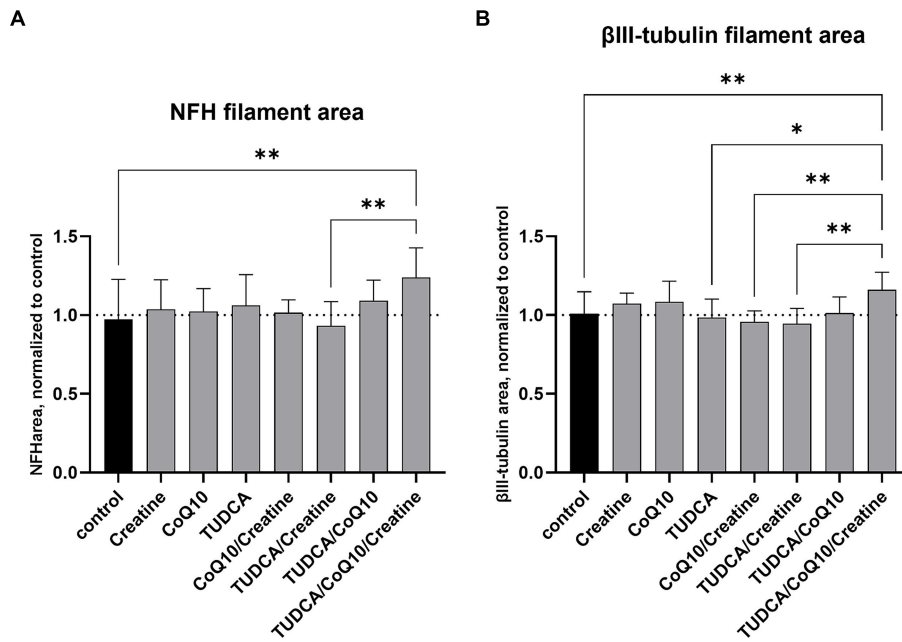 A
NFH filament area
**
**
NFHarea, normalized to control
1.5
1.0
0.5
0.0
control
Creatine
CoQ10
TUDCA
CoQ10/Creatine
TUDCA/Creatine
TUDCA/CoQ10
TUDCA/CoQ10/Creatine
B
βIII-tubulin filament area
**
*
**
**
βIII-tubulin area, normalized to control
1.5
1.0
0.5
0.0
control
Creatine
CoQ10
TUDCA
CoQ10/Creatine
TUDCA/Creatine
TUDCA/CoQ10
TUDCA/CoQ10/Creatine